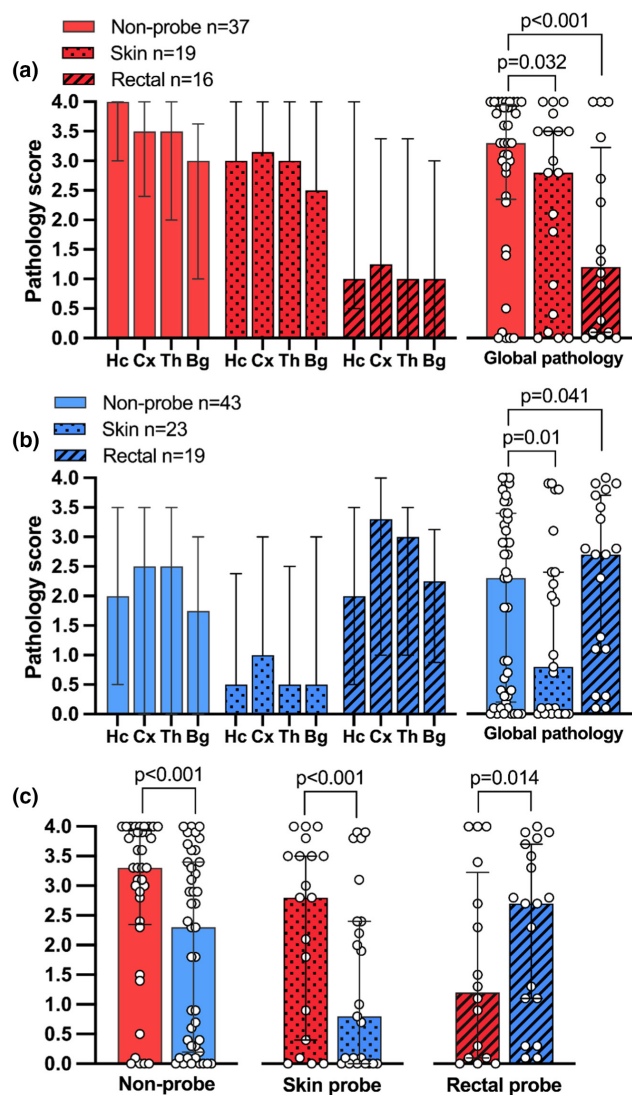 (a)
Non-probe n=37
Skin n=19
Rectal n=16
p<0.001
p=0.032
Pathology score
4.0
3.5
3.0
2.5
2.0
1.5
1.0
0.5
0.0
Hc Cx Th Bg Hc Cx Th Bg Hc Cx Th Bg
Global pathology
(b)
Non-probe n=43
Skin n=23
Rectal n=19
p=0.041
p=0.01
Pathology score
4.0
3.5
3.0
2.5
2.0
1.5
1.0
0.5
0.0
Hc Cx Th Bg Hc Cx Th Bg Hc Cx Th Bg
Global pathology
(c)
p<0.001 p<0.001 p=0.014
4.0
3.5
3.0
2.5
2.0
1.5
1.0
0.5
0.0
Non-probe Skin probe Rectal probe